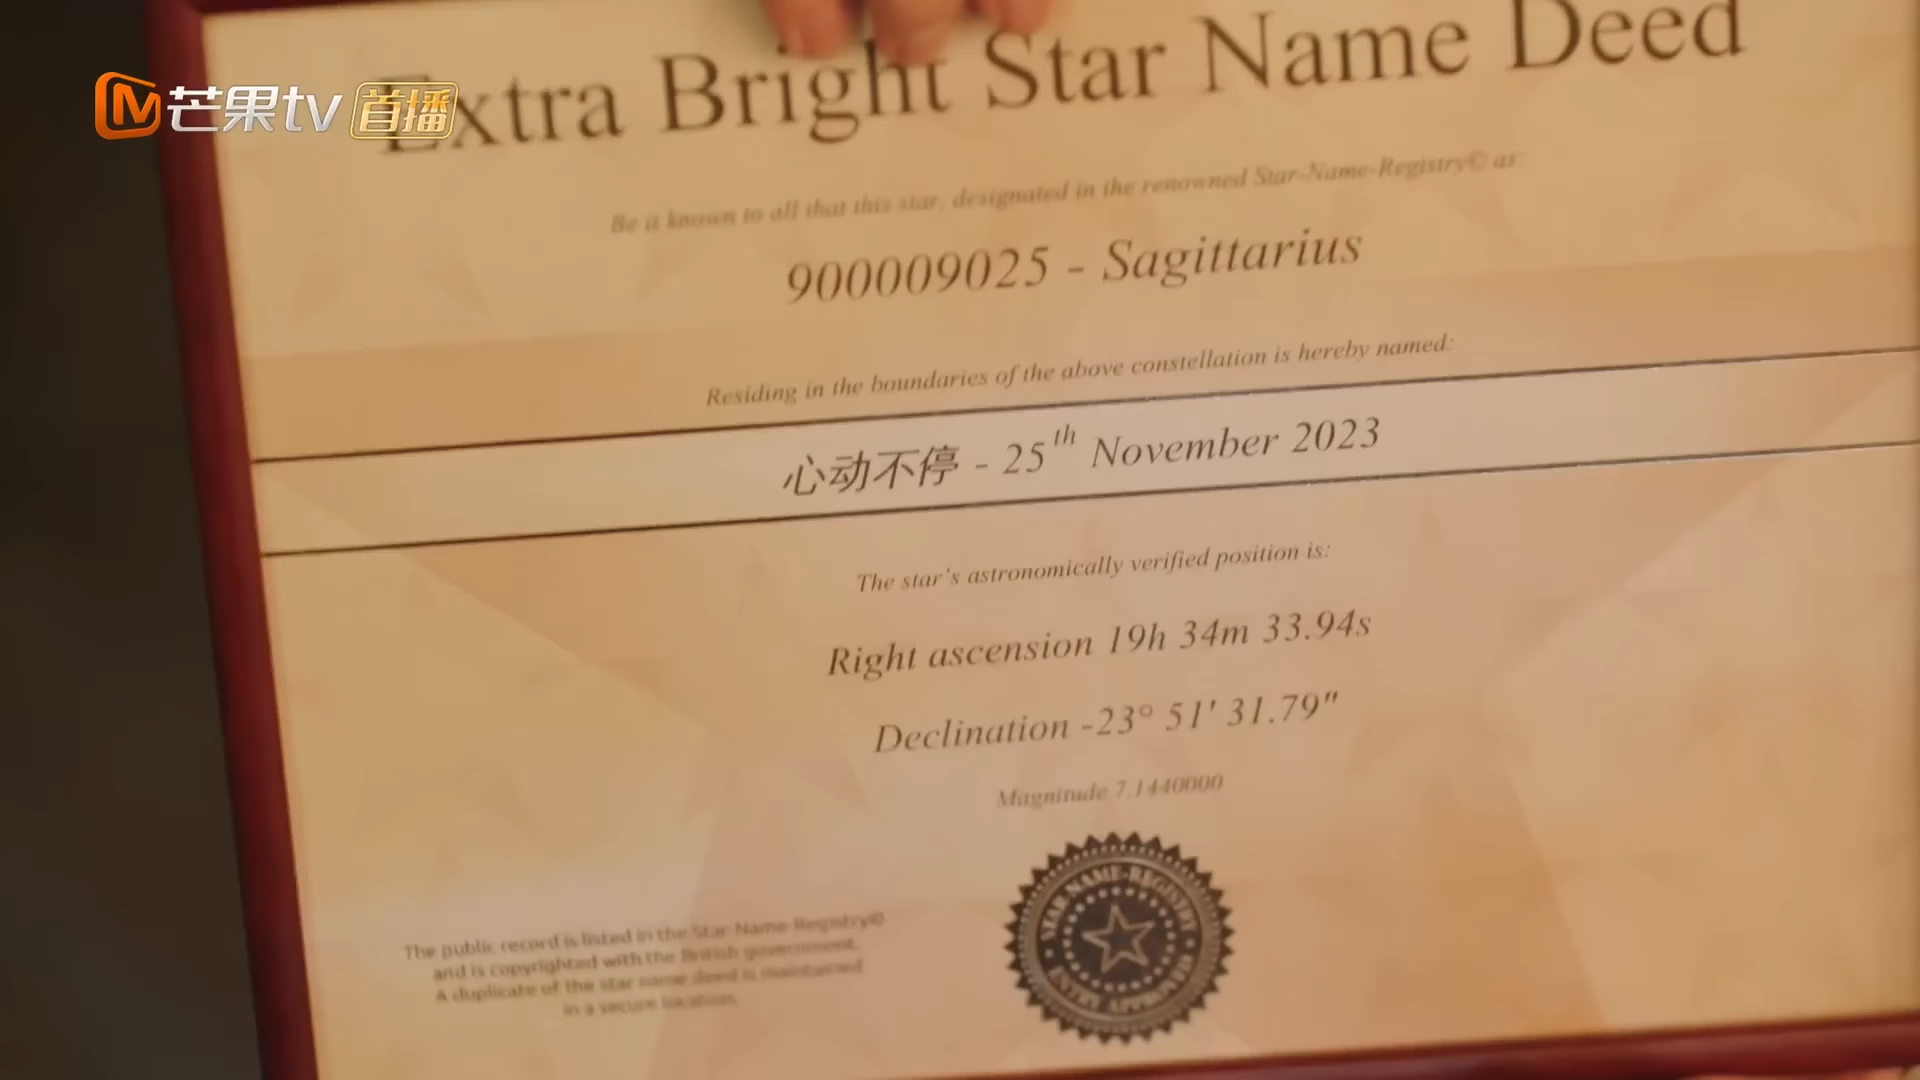 芒果tv 首播
Extra Bright Star Name Deed
Be it known to all that this star, designated in the renowned Star-Name-Registry© as
900009025 - Sagittarius
Residing in the boundaries of the above constellation is hereby named:
心动不停 - 25th November 2023
The star's astronomically verified position is:
Right ascension 19h 34m 33.94s
Declination -23° 51' 31.79"
Magnitude 7.1440000
STAR NAME-REGISTRY
The public record is listed in the Star-Name-Registry©
and is copyrighted with the British government.
A duplicate of the star name deed is maintained
in a secure location.